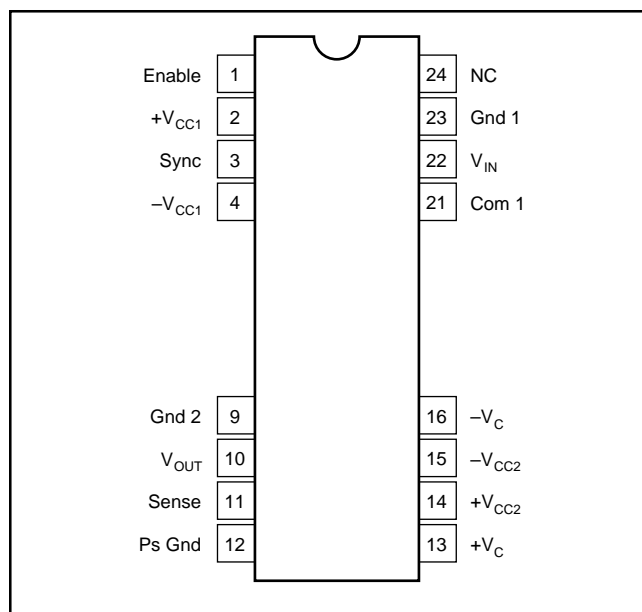 Enable 1 24 NC
+VCC1 2 23 Gnd 1
Sync 3 22 VIN
–VCC1 4 21 Com 1
Gnd 2 9 16 –VC
VOUT 10 15 –VCC2
Sense 11 14 +VCC2
Ps Gnd 12 13 +VC